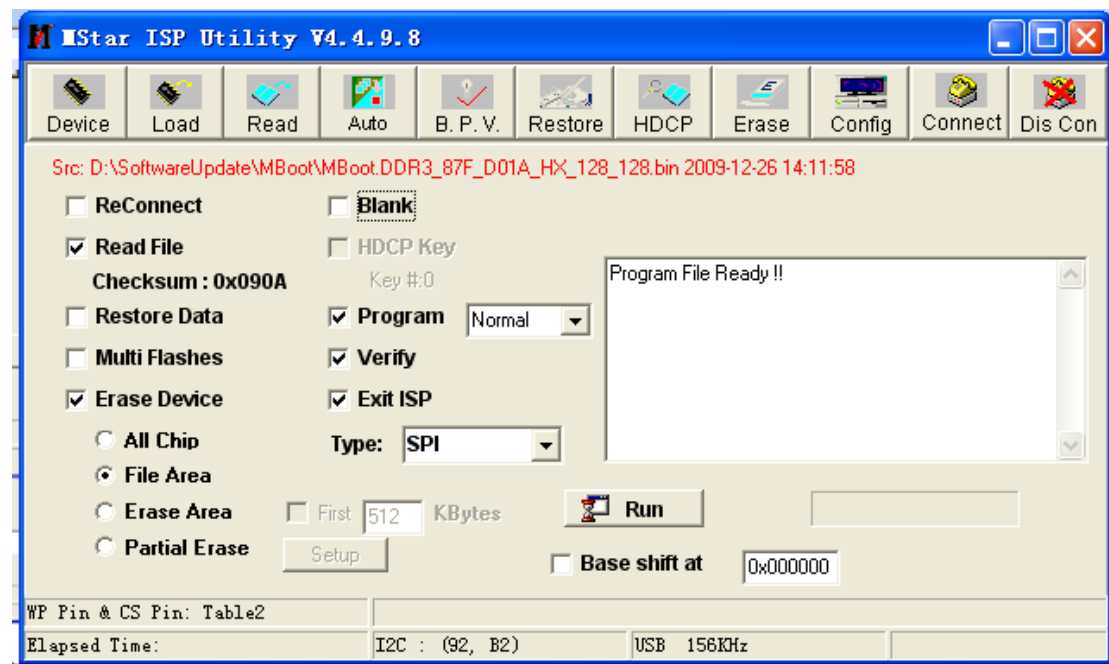 MStar ISP Utility V4.4.9.8
Device Load Read Auto B.P.V. Restore HDCP Erase Config Connect Dis Con
Src: D:\SoftwareUpdate\MBoot\MBoot.DDR3_87F_D01A_HX_128_128.bin 2009-12-26 14:11:58
ReConnect Blank
Read File HDCP Key
Checksum : 0x090A Key #:0
Program File Ready !!
Restore Data Program Normal
Multi Flashes Verify
Erase Device Exit ISP
All Chip Type: SPI
File Area
Erase Area First 512 KBytes Run
Partial Erase Setup
Base shift at 0x000000
WP Pin & CS Pin: Table2
Elapsed Time: I2C : (92, B2) USB 156KHz